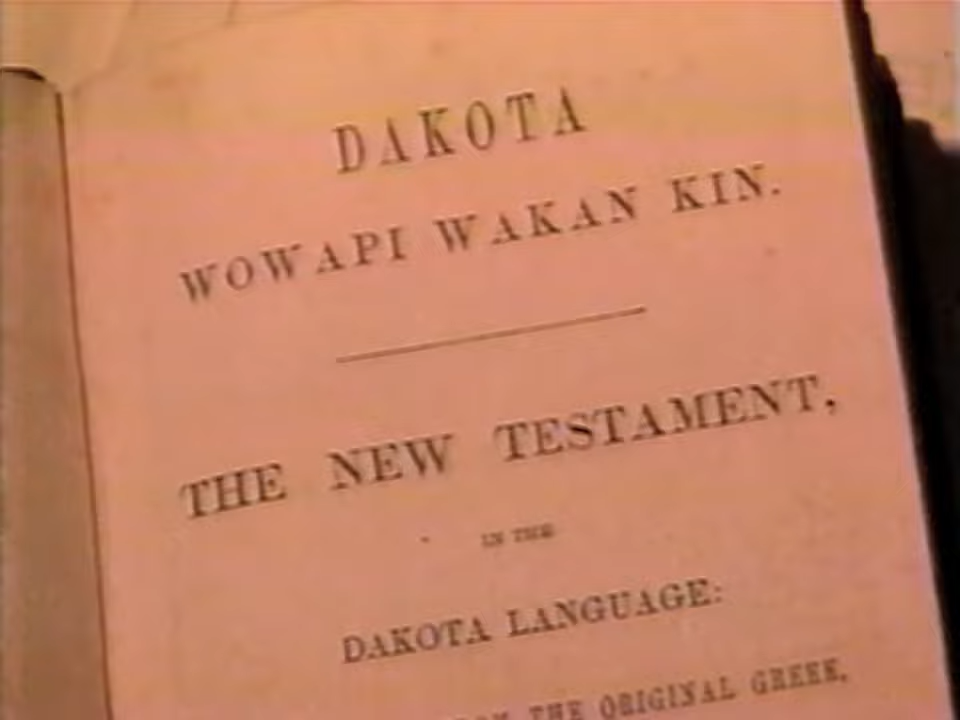 DAKOTA
WOWAPI WAKAN KIN.
THE NEW TESTAMENT,
IN THE
DAKOTA LANGUAGE:
THE ORIGINAL GREEK,